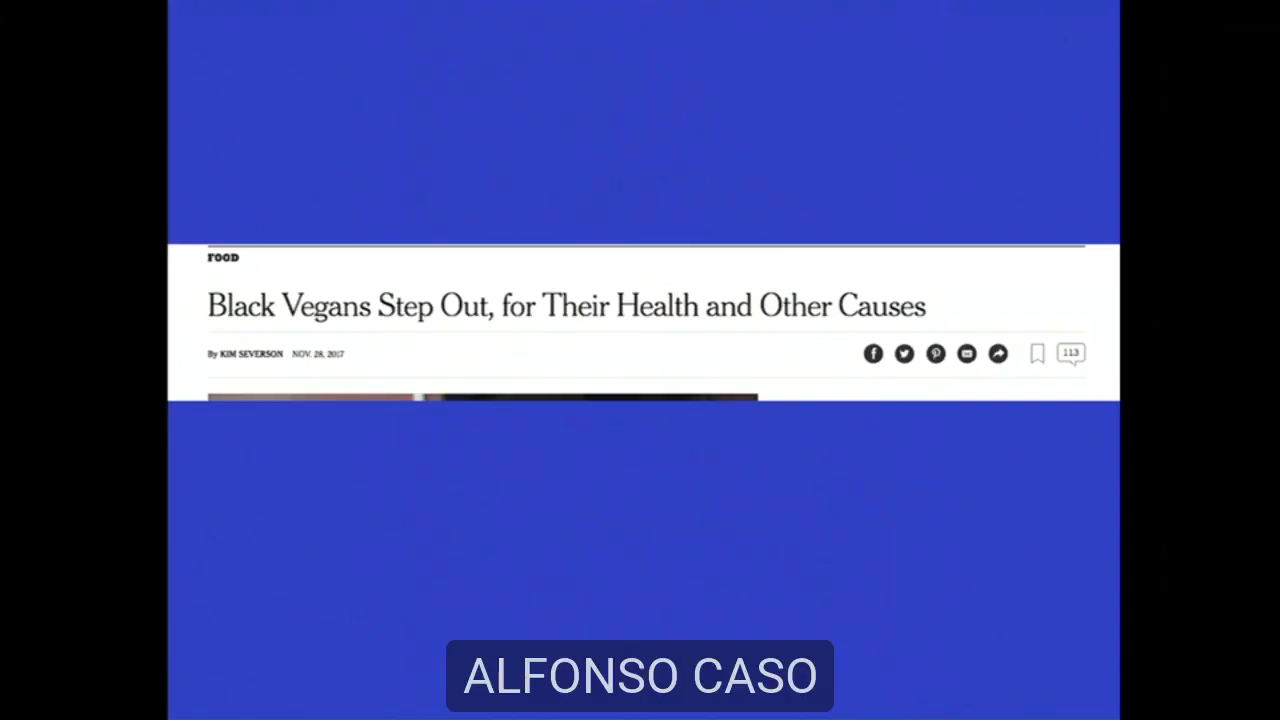 FOOD
Black Vegans Step Out, for Their Health and Other Causes
By KIM SEVERSON NOV. 28, 2017
113
ALFONSO CASO